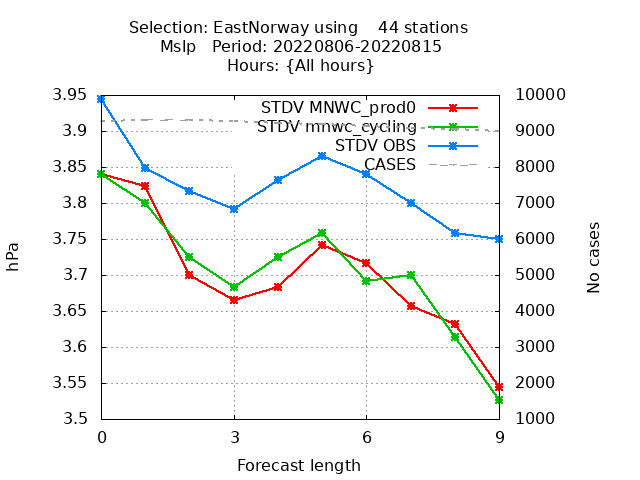 Selection: EastNorway using    44 stations
Mslp   Period: 20220806-20220815
Hours: {All hours}
STDV MNWC_prod0
STDV mnwc_cycling
STDV OBS
CASES
3.95
3.9
3.85
3.8
3.75
3.7
3.65
3.6
3.55
3.5
10000
9000
8000
7000
6000
5000
4000
3000
2000
1000
hPa
No cases
0 3 6 9
Forecast length